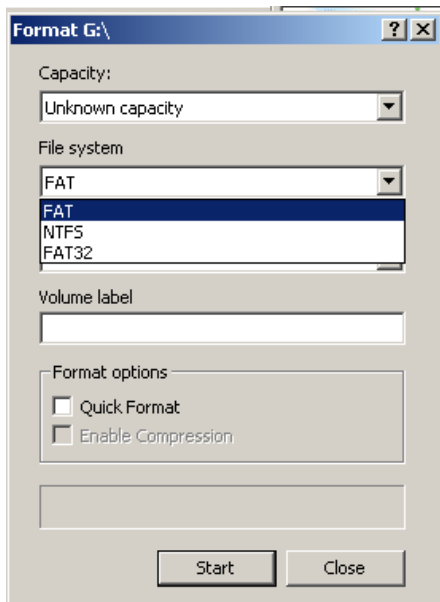 Format G:\
Capacity:
Unknown capacity
File system
FAT
FAT
NTFS
FAT32
Volume label
Format options
Quick Format
Enable Compression
Start
Close